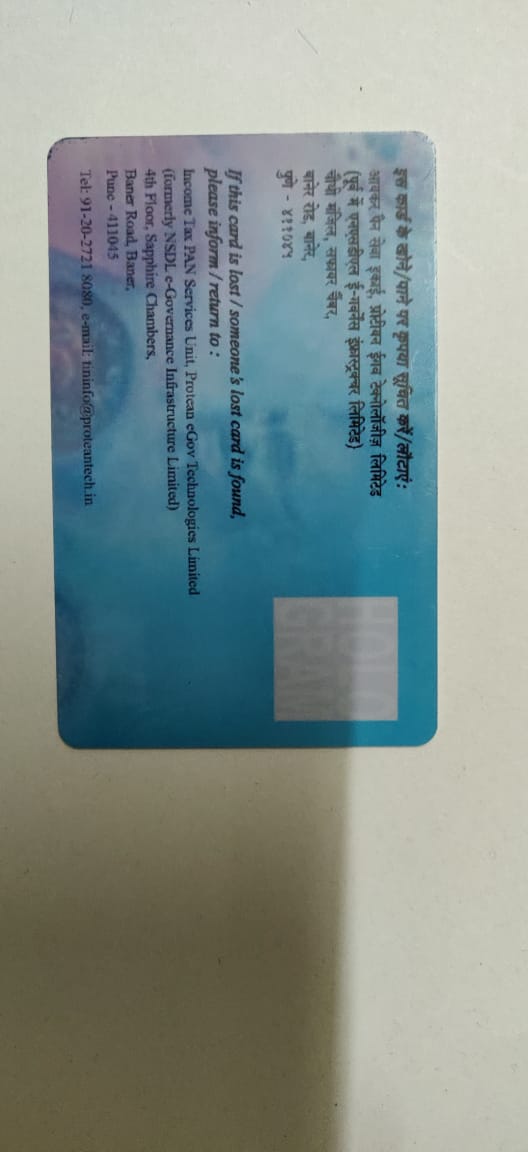 इस कार्ड के खोने/पाने पर कृपया सूचित करें/लौटाएं :
आयकर पैन सेवा इकाई, प्रोटीयन ईगव टेक्नोलॉजीज़ लिमिटेड
(पूर्व में एनएसडीएल ई-गवर्नेंस इंफ्रास्ट्रक्चर लिमिटेड)
चौथी मंजिल, सफायर चेंबर,
बानेर रोड, बानेर,
पुणे - ४११०४५
If this card is lost / someone's lost card is found,
please inform / return to :
Income Tax PAN Services Unit, Protean eGov Technologies Limited
(formerly NSDL e-Governance Infrastructure Limited)
4th Floor, Sapphire Chambers,
Baner Road, Baner,
Pune - 411045
Tel: 91-20-2721 8080, e-mail: tininfo@proteantech.in
HOLO
GRAM